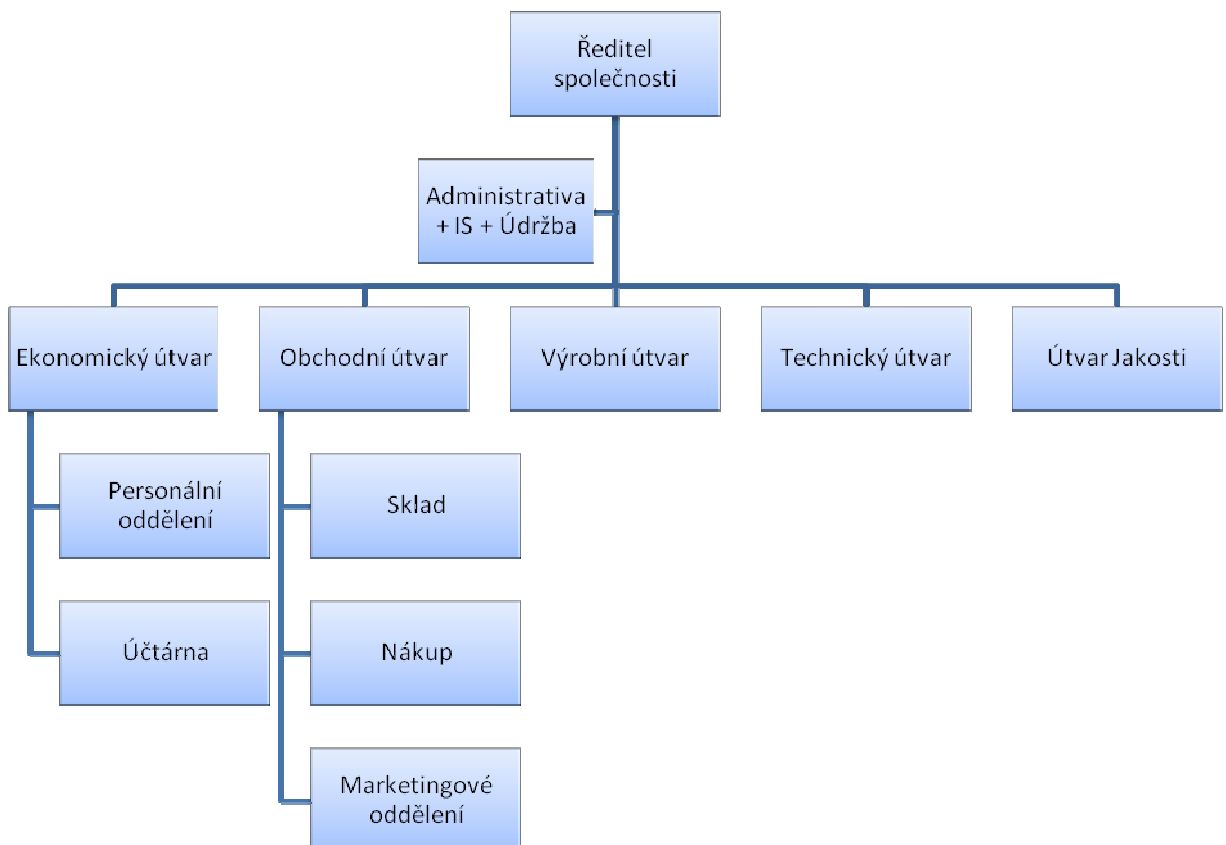 Ředitel
společnosti
Administrativa
+ IS + Údržba
Ekonomický útvar
Obchodní útvar
Výrobní útvar
Technický útvar
Útvar Jakosti
Personální
oddělení
Sklad
Účtárna
Nákup
Marketingové
oddělení